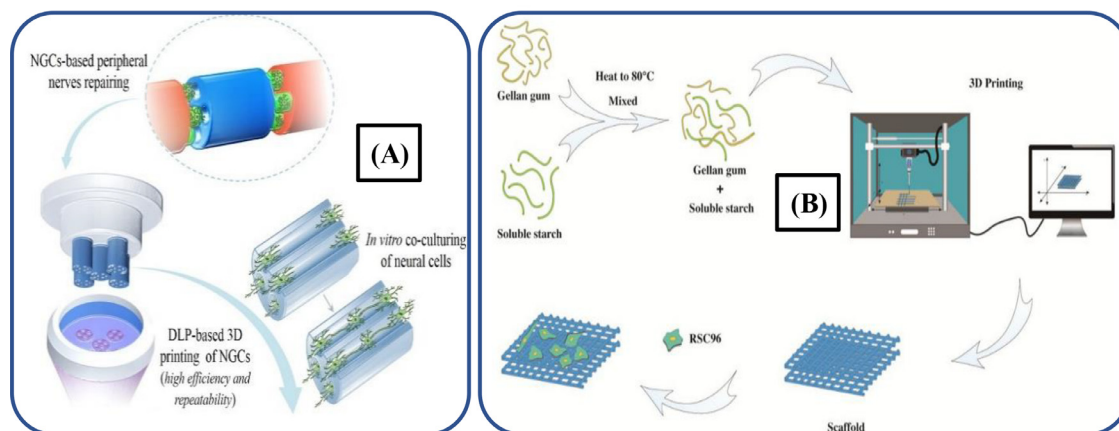 NGCs-based peripheral
nerves repairing
(A)
In vitro co-culturing
of neural cells
DLP-based 3D
printing of NGCs
(high efficiency and
repeatability)
Gellan gum
Heat to 80°C
Mixed
Soluble starch
Gellan gum
+
Soluble starch
3D Printing
(B)
RSC96
Scaffold